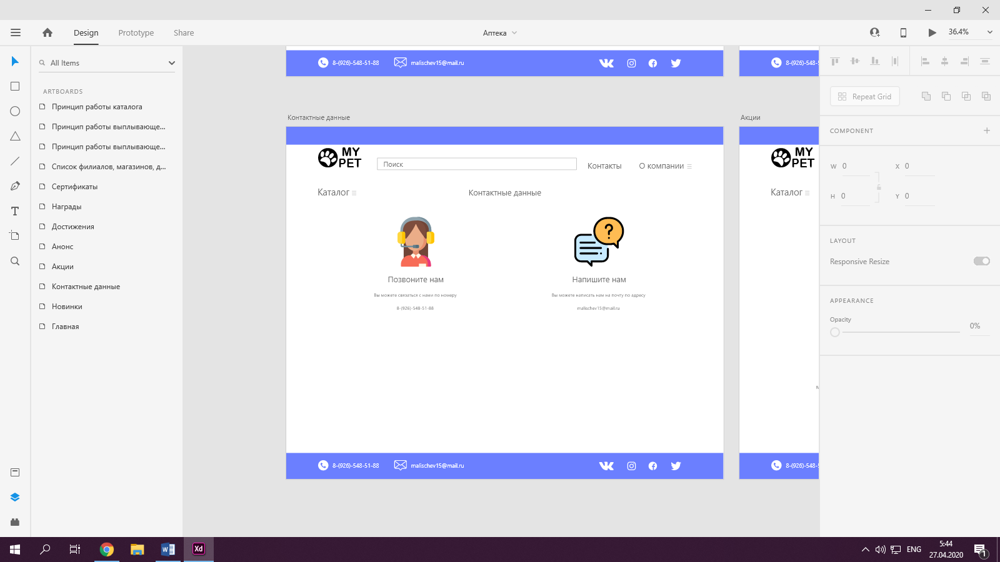 Design
Prototype
Share
Аптека
36.4%
All Items
ARTBOARDS
Принцип работы каталога
Принцип работы выплывающе...
Принцип работы выплывающе...
Список филиалов, магазинов, д...
Сертификаты
Награды
Достижения
Анонс
Акции
Контактные данные
Новинки
Главная
8-(926)-548-51-88
malischev15@mail.ru
8-(926)-548-5
Контактные данные
Акции
MY
PET
Поиск
Контакты
О компании
Каталог
Контактные данные
Позвоните нам
Вы можете связаться с нами по номеру
8-(926)-548-51-88
Напишите нам
Вы можете написать нам на почту по адресу
malischev15@mail.ru
8-(926)-548-51-88
malischev15@mail.ru
MY
PET
Каталог
8-(926)-548-5
Repeat Grid
COMPONENT
W 0
X 0
H 0
Y 0
LAYOUT
Responsive Resize
APPEARANCE
Opacity
0%
W
Xd
ENG
5:44
27.04.2020
1